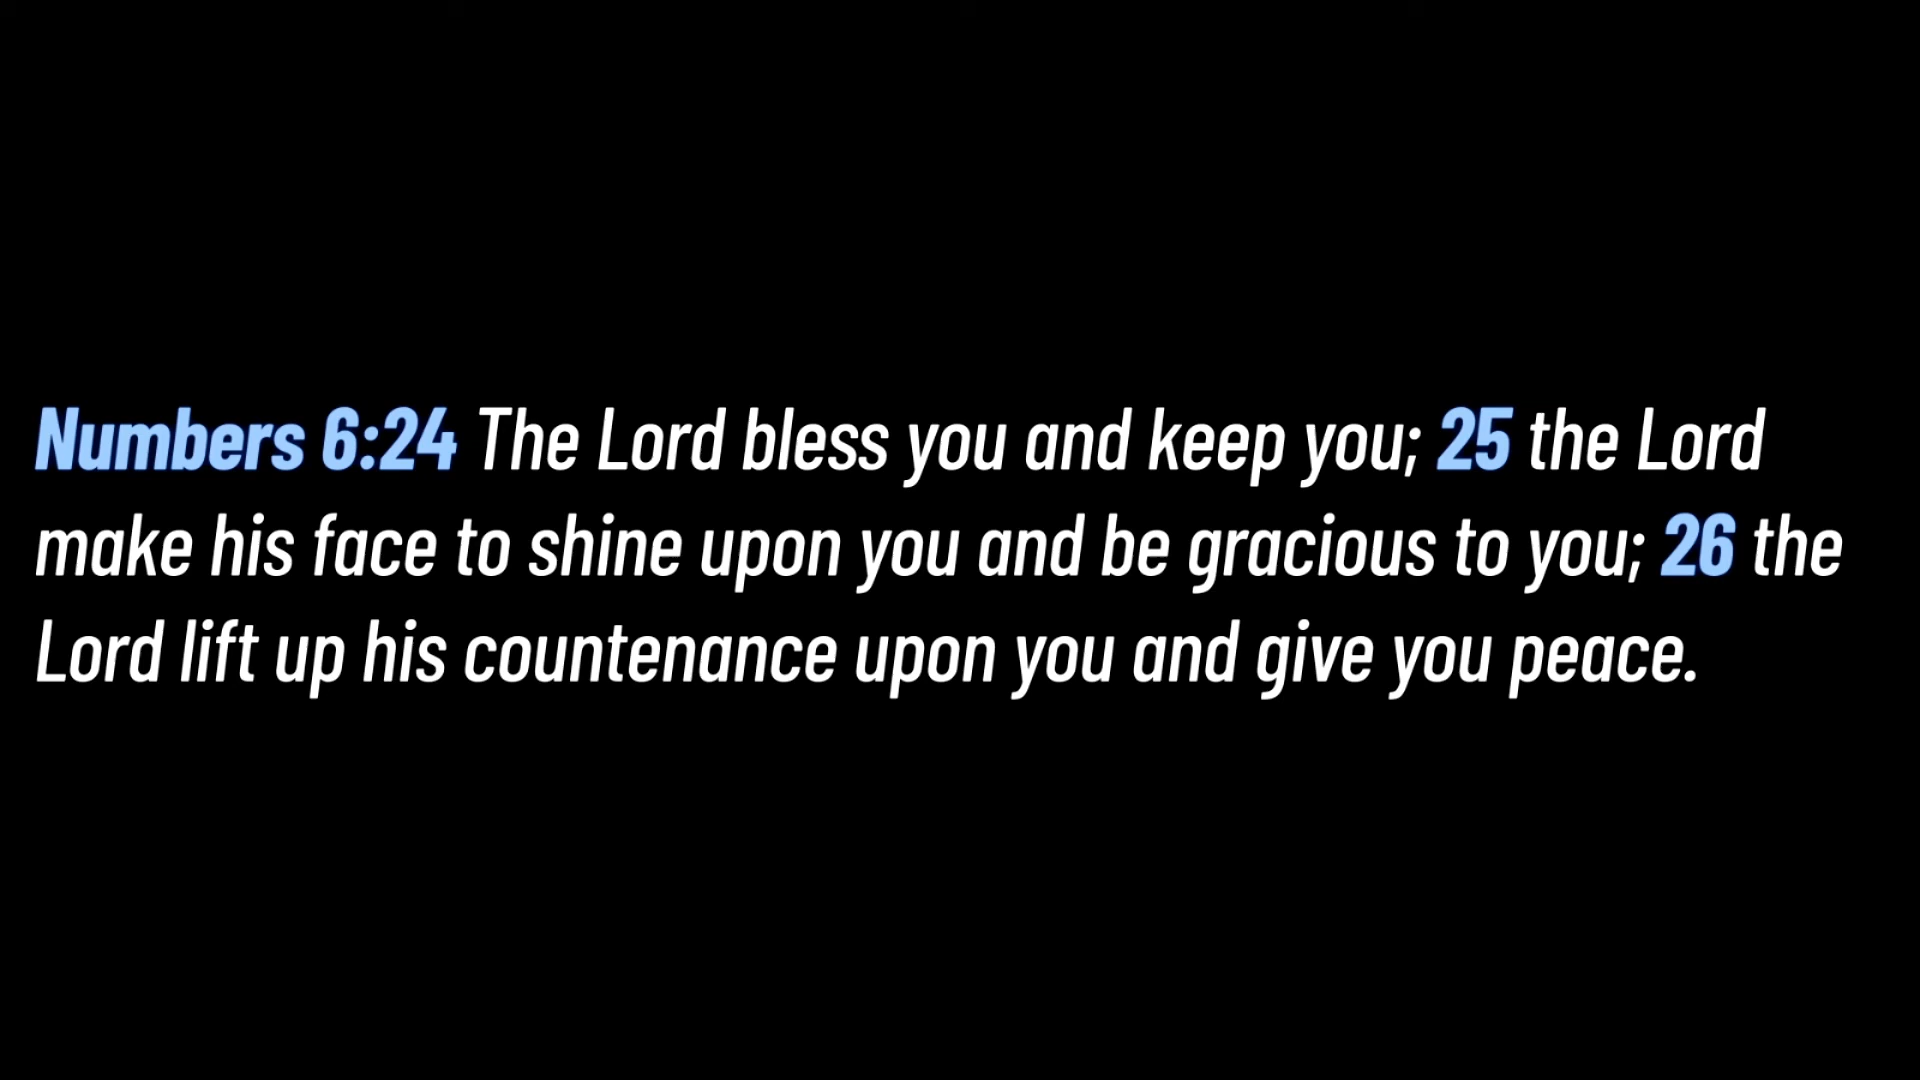 Numbers 6:24 The Lord bless you and keep you; 25 the Lord
make his face to shine upon you and be gracious to you; 26 the
Lord lift up his countenance upon you and give you peace.